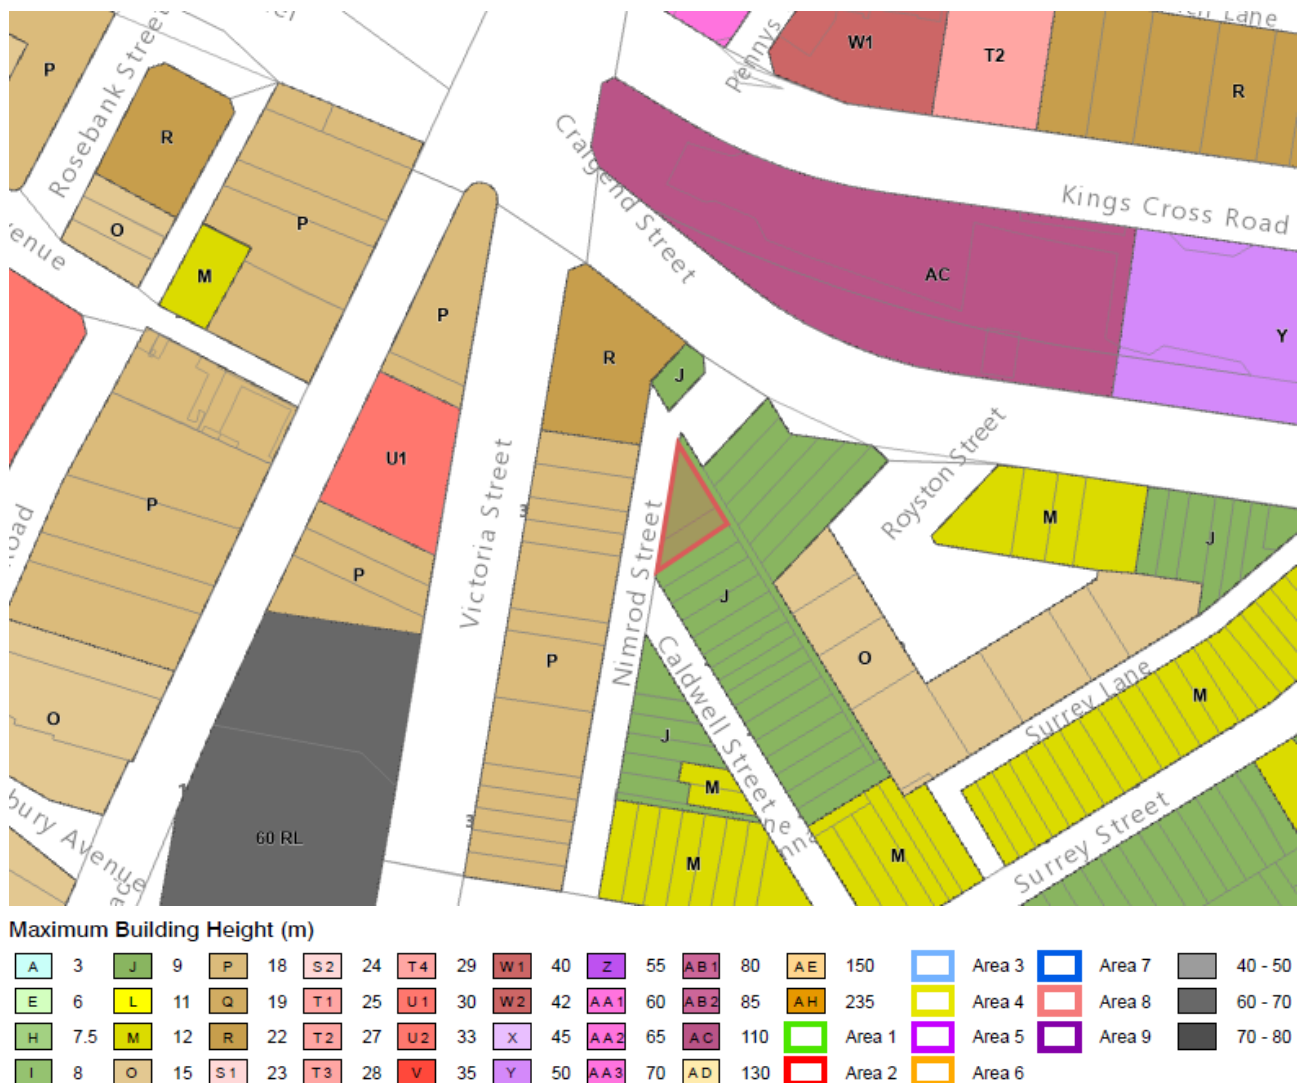 P
Rosebank Street
R
O
P
M
P
U1
P
P
O
60 RL
Victoria Street
R
P
3
3
Nimrod Street
J
J
J
M
M
Caldwell Street
M
O
Craigend Street
AC
Y
Kings Cross Road
Pennys
W1
T2
R
Lane
Royston Street
M
J
M
Surrey Lane
Surrey Street
bury Avenue
Maximum Building Height (m)
A 3 J 9 P 18 S2 24 T4 29 W1 40 Z 55 AB1 80 AE 150 Area 3 Area 7 40 - 50
E 6 L 11 Q 19 T1 25 U1 30 W2 42 AA1 60 AB2 85 AH 235 Area 4 Area 8 60 - 70
H 7.5 M 12 R 22 T2 27 U2 33 X 45 AA2 65 AC 110 Area 1 Area 5 Area 9 70 - 80
I 8 O 15 S1 23 T3 28 V 35 Y 50 AA3 70 AD 130 Area 2 Area 6